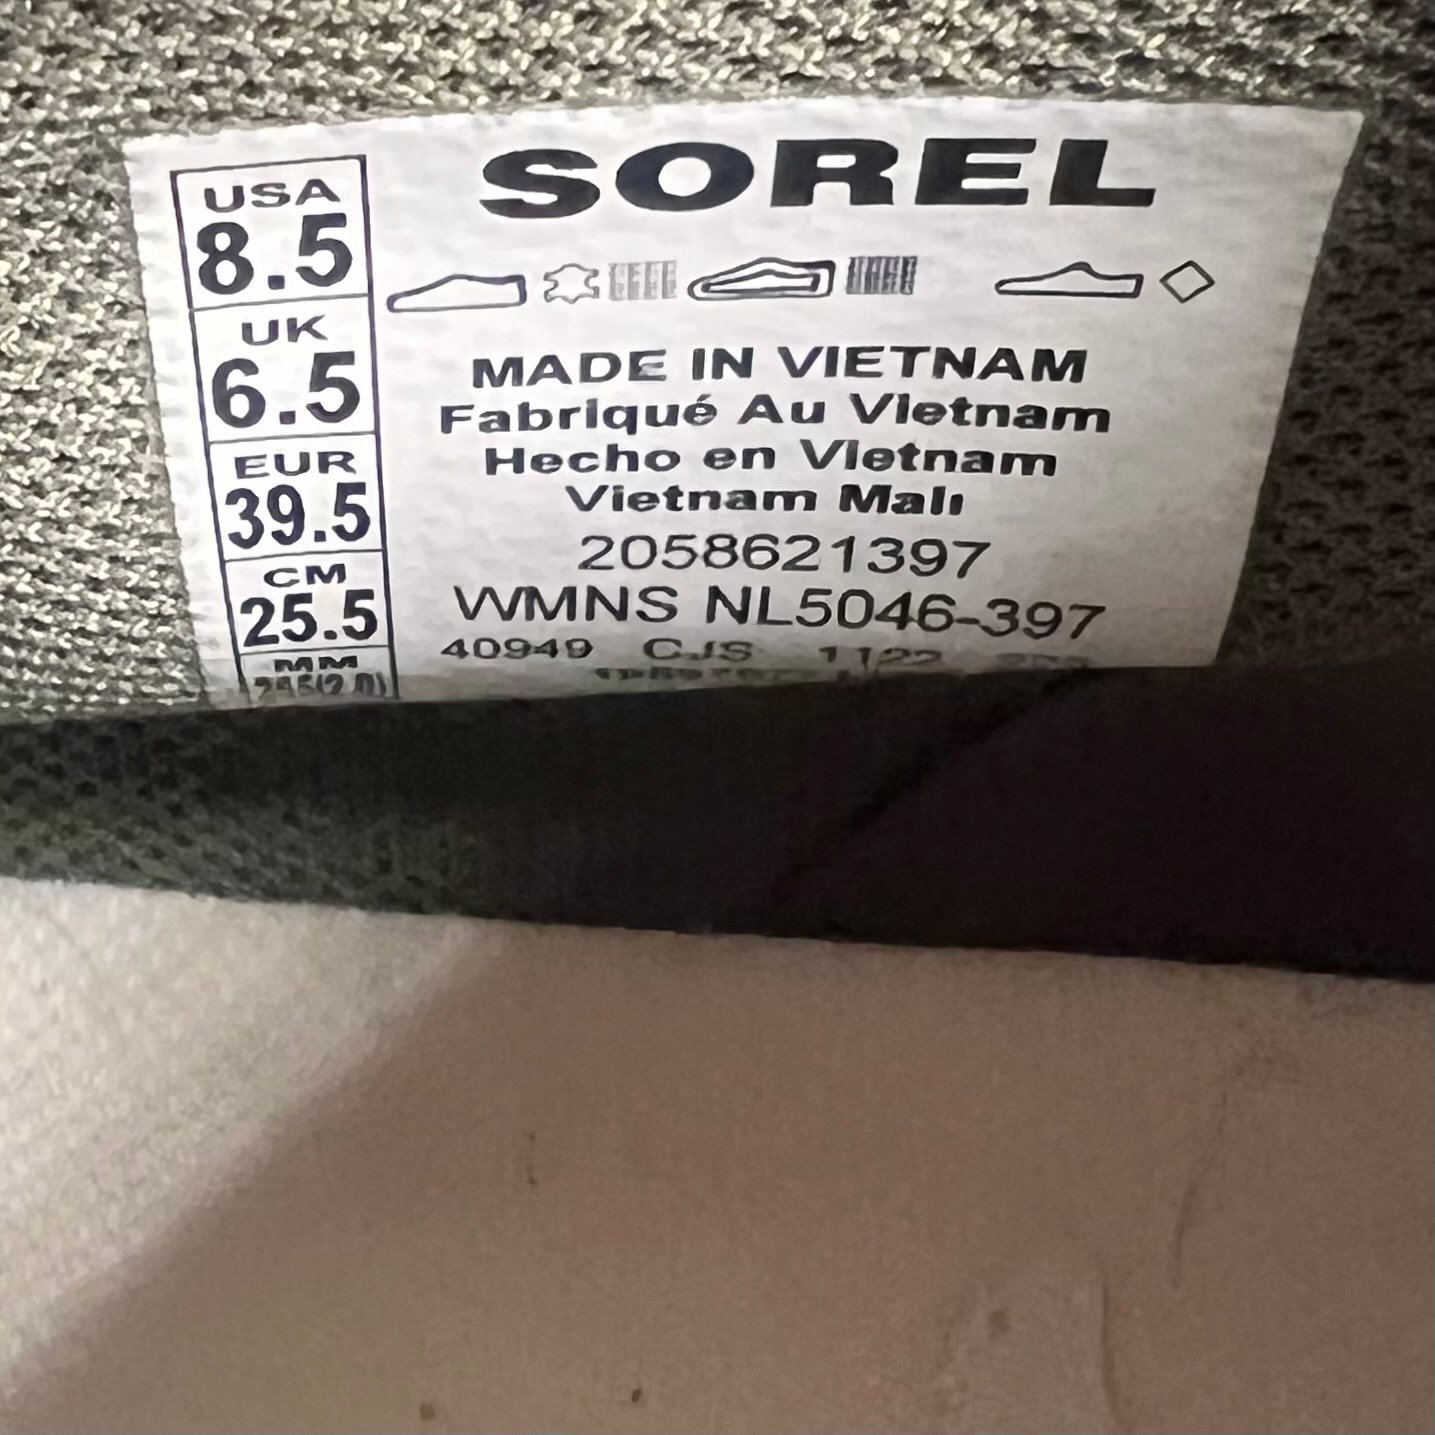 USA
8.5
UK
6.5
EUR
39.5
CM
25.5
MM
SOREL
MADE IN VIETNAM
Fabriqué Au Vietnam
Hecho en Vietnam
Vietnam Malı
2058621397
WMNS NL5046-397
40949 CJS 1122